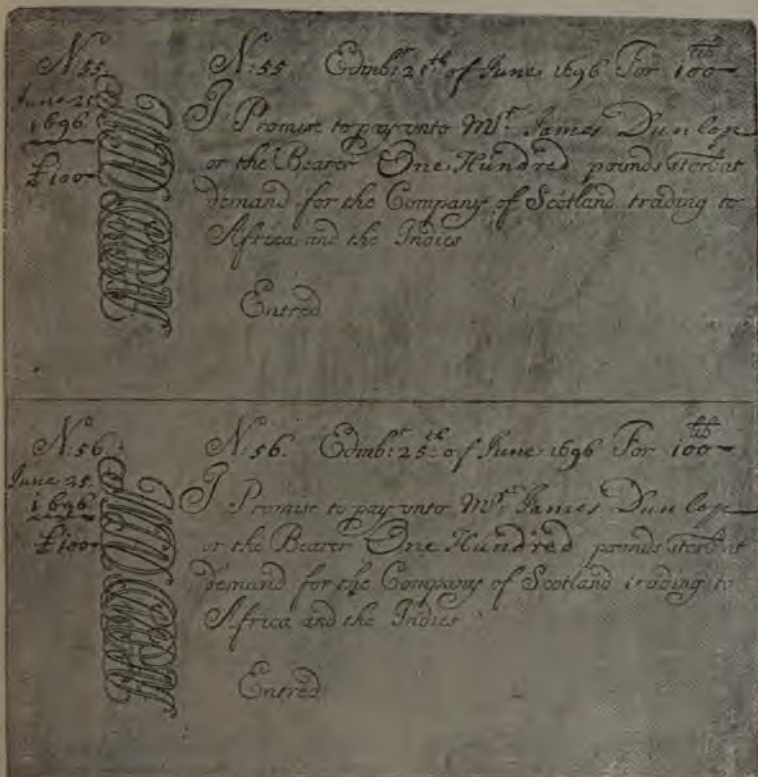 No 55
June 25
1696
£100
No: 55 Edinbr: 25th of June 1696 For 100 lib
I Promise to pay unto Mr. James Dunlop
or the Bearer One Hundred pounds sterl at
demand for the Company of Scotland trading to
Africa and the Indies
Entred
No 56
June 25.
1696
£100
No: 56. Edinbr: 25th of June 1696 For 100 lib
I Promise to pay unto Mr. James Dunlop
or the Bearer One Hundred pounds sterl at
demand for the Company of Scotland trading to
Africa and the Indies
Entred